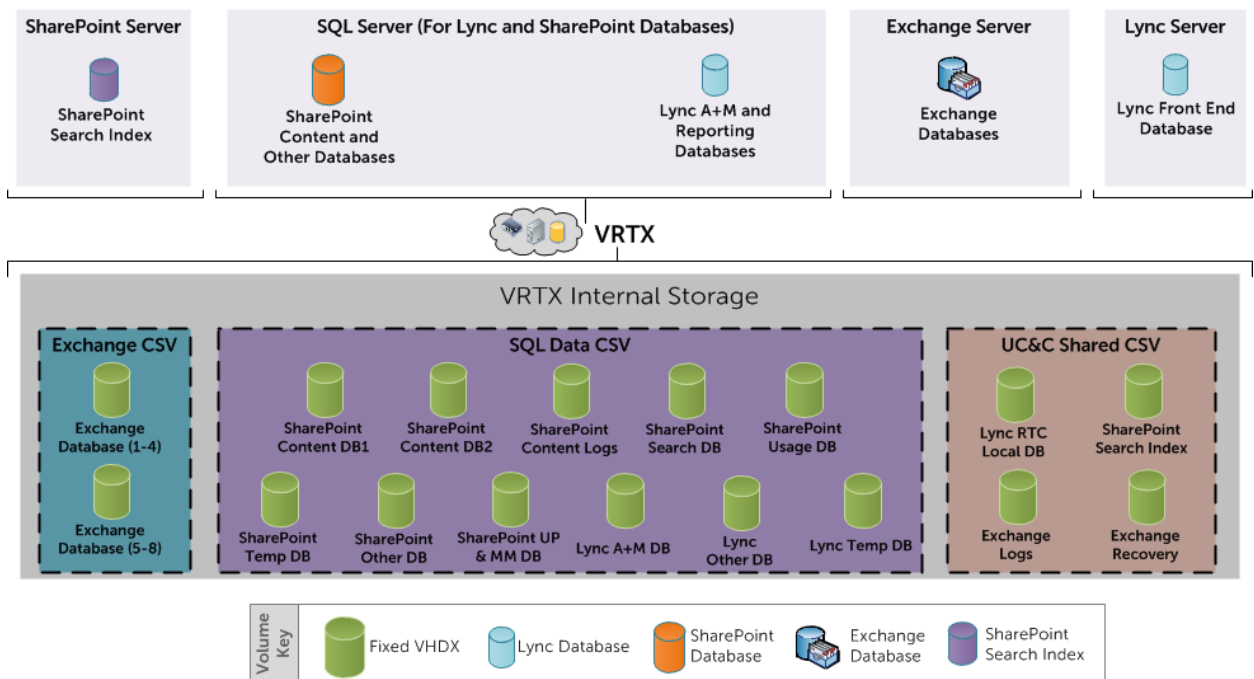 SharePoint Server
SharePoint
Search Index
SQL Server (For Lync and SharePoint Databases)
SharePoint
Content and
Other Databases
Lync A+M and
Reporting
Databases
Exchange Server
Exchange
Databases
Lync Server
Lync Front End
Database
VRTX
VRTX Internal Storage
Exchange CSV
Exchange
Database (1-4)
Exchange
Database (5-8)
SQL Data CSV
SharePoint
Content DB1
SharePoint
Content DB2
SharePoint
Content Logs
SharePoint
Search DB
SharePoint
Usage DB
SharePoint
Temp DB
SharePoint
Other DB
SharePoint UP
& MM DB
Lync A+M DB
Lync
Other DB
Lync Temp DB
UC&C Shared CSV
Lync RTC
Local DB
SharePoint
Search Index
Exchange
Logs
Exchange
Recovery
Volume
Key
Fixed VHDX
Lync Database
SharePoint
Database
Exchange
Database
SharePoint
Search Index